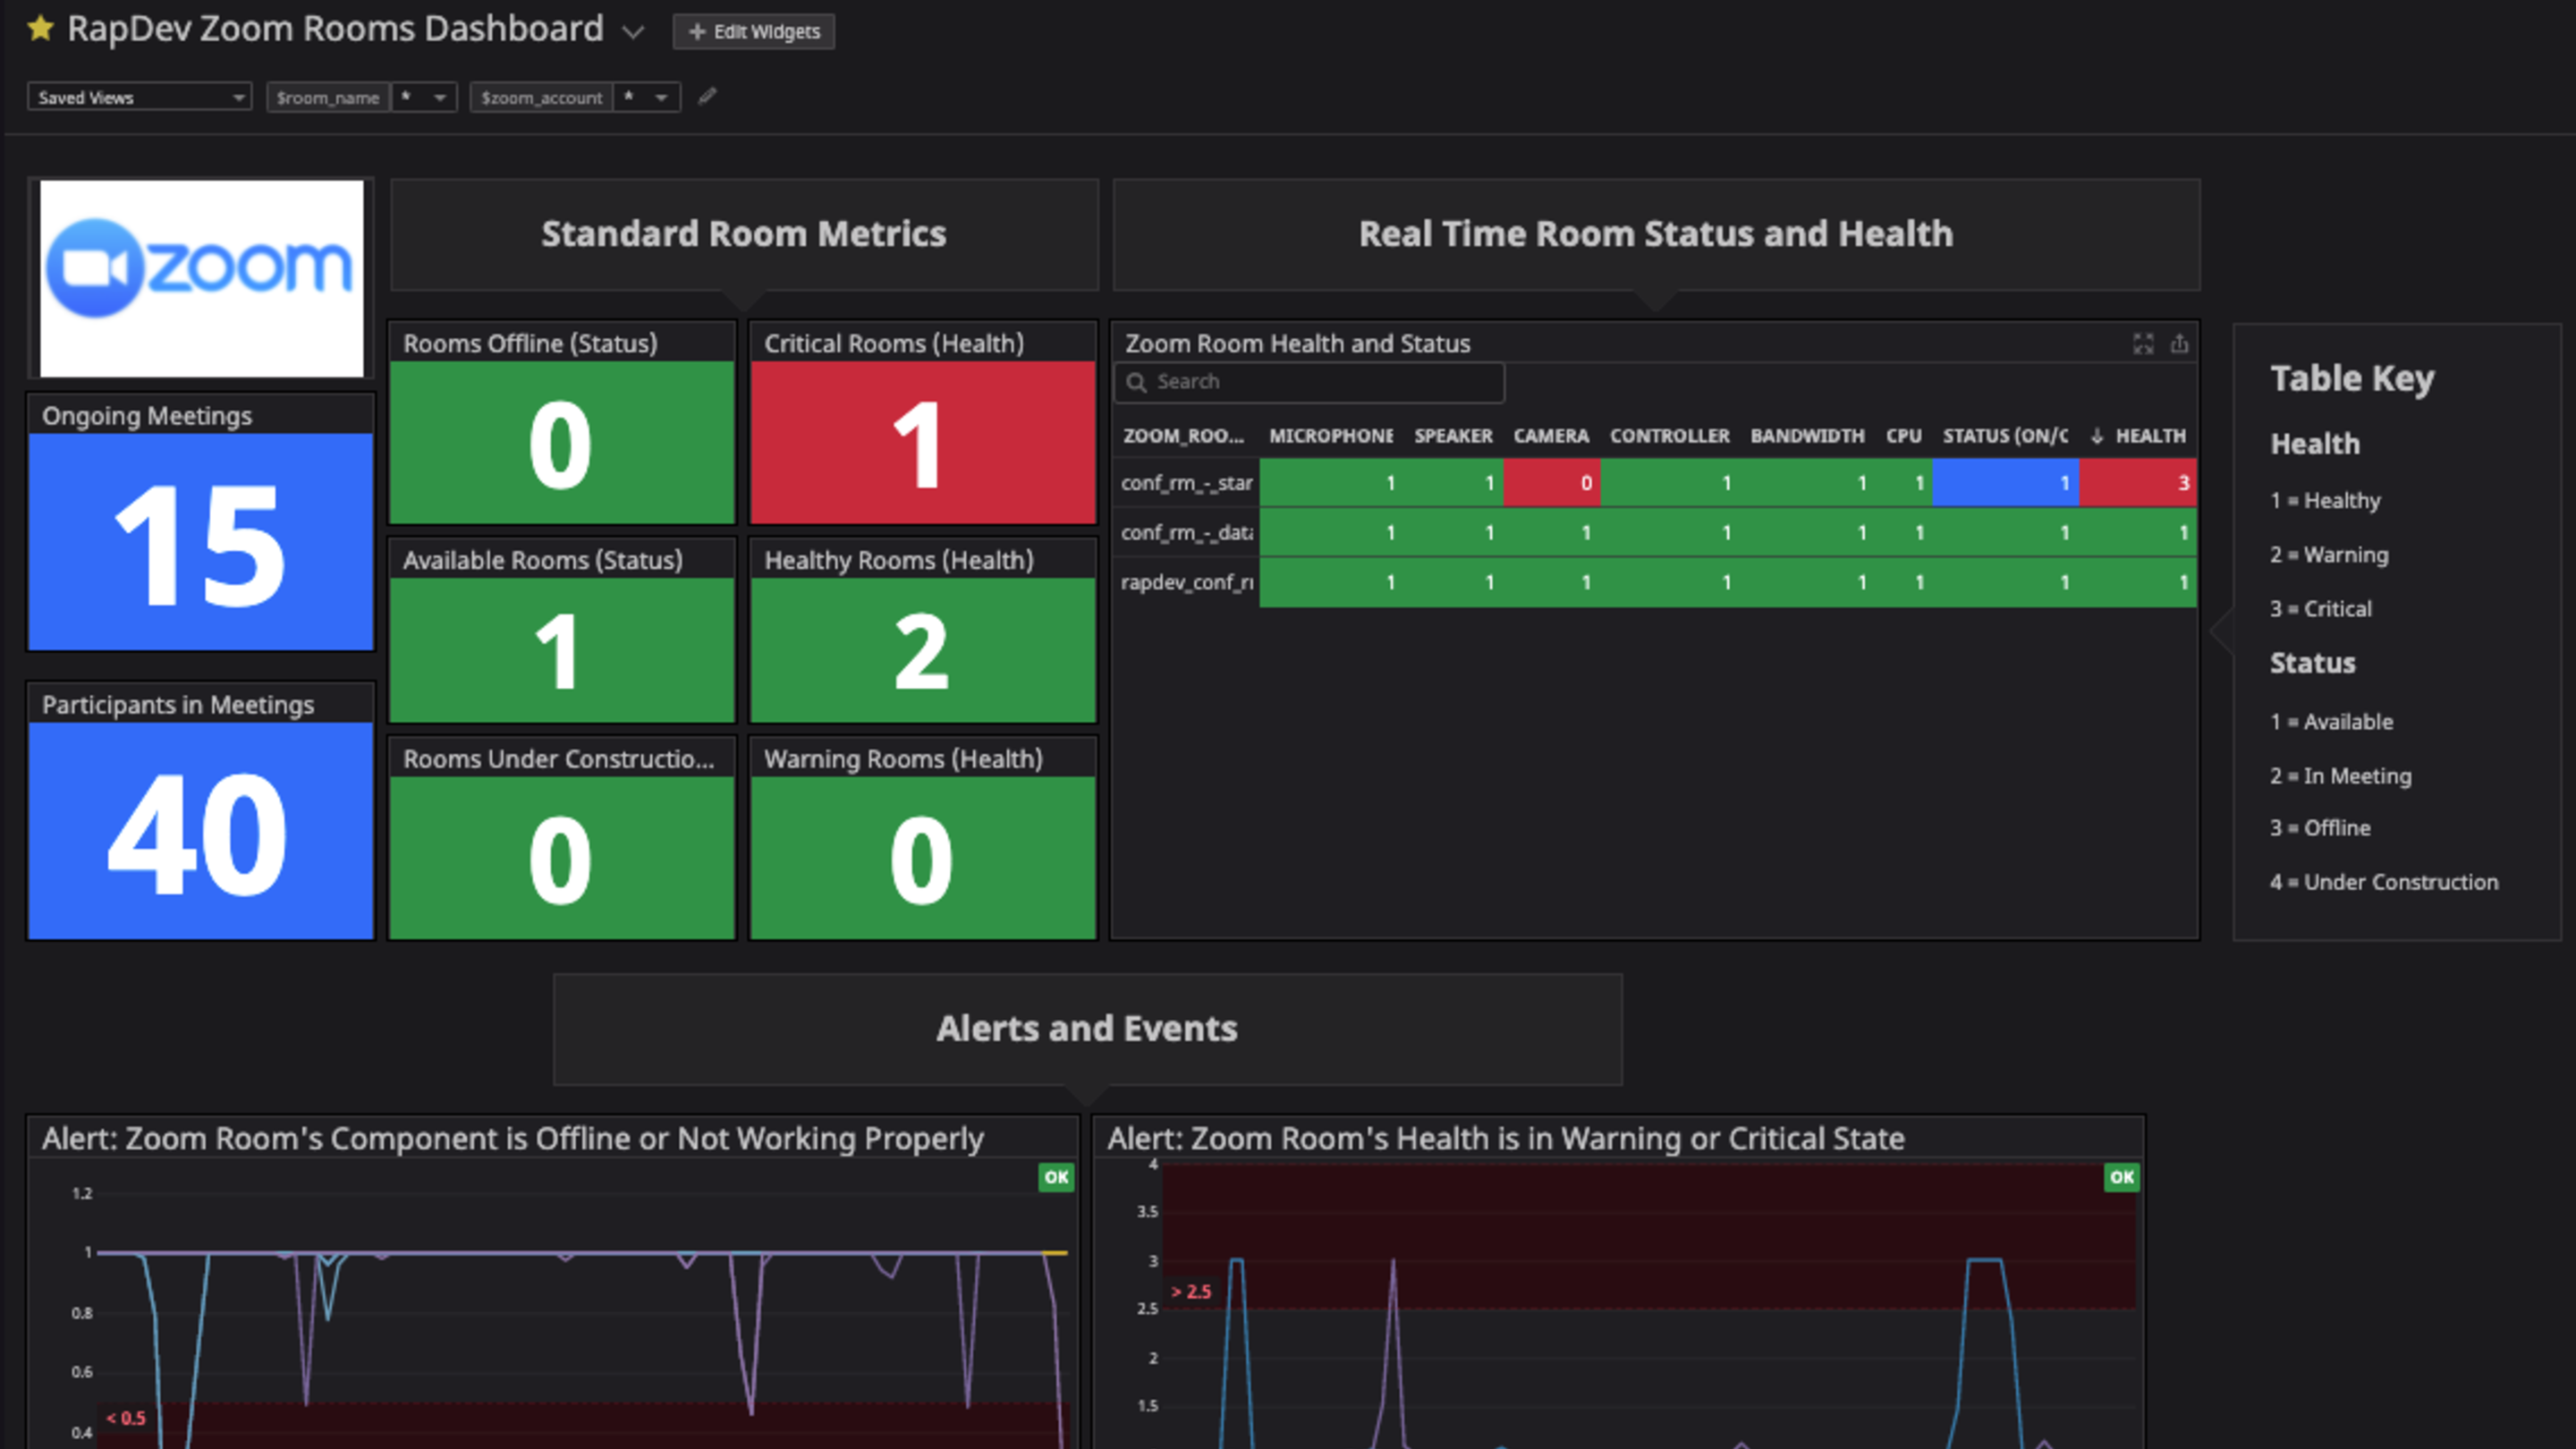 RapDev Zoom Rooms Dashboard
+ Edit Widgets
Saved Views
$room_name *
$zoom_account *
zoom
Standard Room Metrics
Real Time Room Status and Health
Ongoing Meetings
15
Participants in Meetings
40
Rooms Offline (Status)
0
Critical Rooms (Health)
1
Available Rooms (Status)
1
Healthy Rooms (Health)
2
Rooms Under Constructio...
0
Warning Rooms (Health)
0
Zoom Room Health and Status
Search
ZOOM_ROO... MICROPHONE SPEAKER CAMERA CONTROLLER BANDWIDTH CPU STATUS (ON/C ↓ HEALTH
conf_rm_-_star 1 1 0 1 1 1 1 3
conf_rm_-_data 1 1 1 1 1 1 1 1
rapdev_conf_r 1 1 1 1 1 1 1 1
Table Key
Health
1 = Healthy
2 = Warning
3 = Critical
Status
1 = Available
2 = In Meeting
3 = Offline
4 = Under Construction
Alerts and Events
Alert: Zoom Room's Component is Offline or Not Working Properly
OK
1.2
1
0.8
0.6
< 0.5
0.4
Alert: Zoom Room's Health is in Warning or Critical State
OK
4
3.5
3
> 2.5
2.5
2
1.5